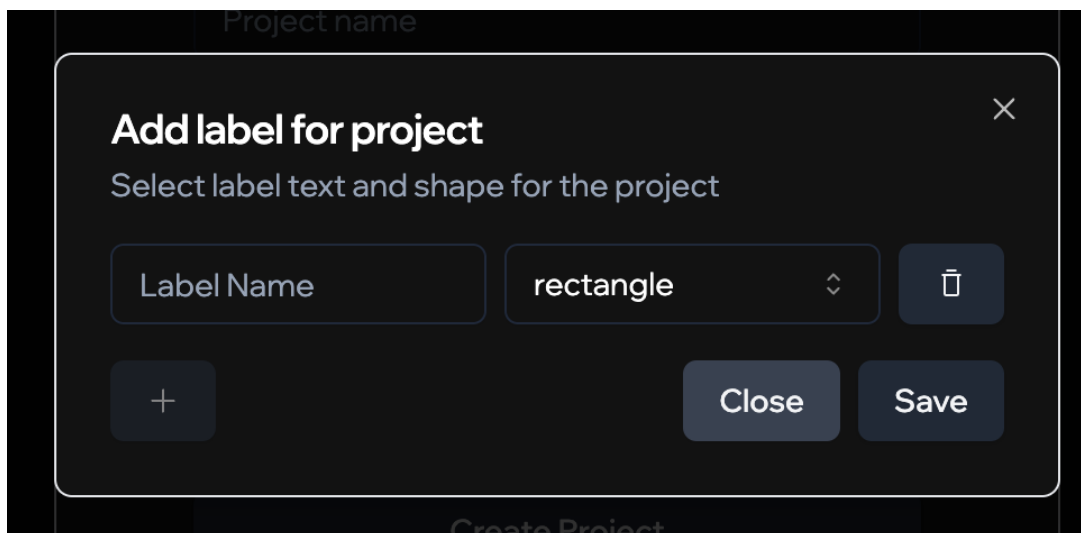 Project name
Add label for project
Select label text and shape for the project
Label Name
rectangle
Close
Save
Create Project